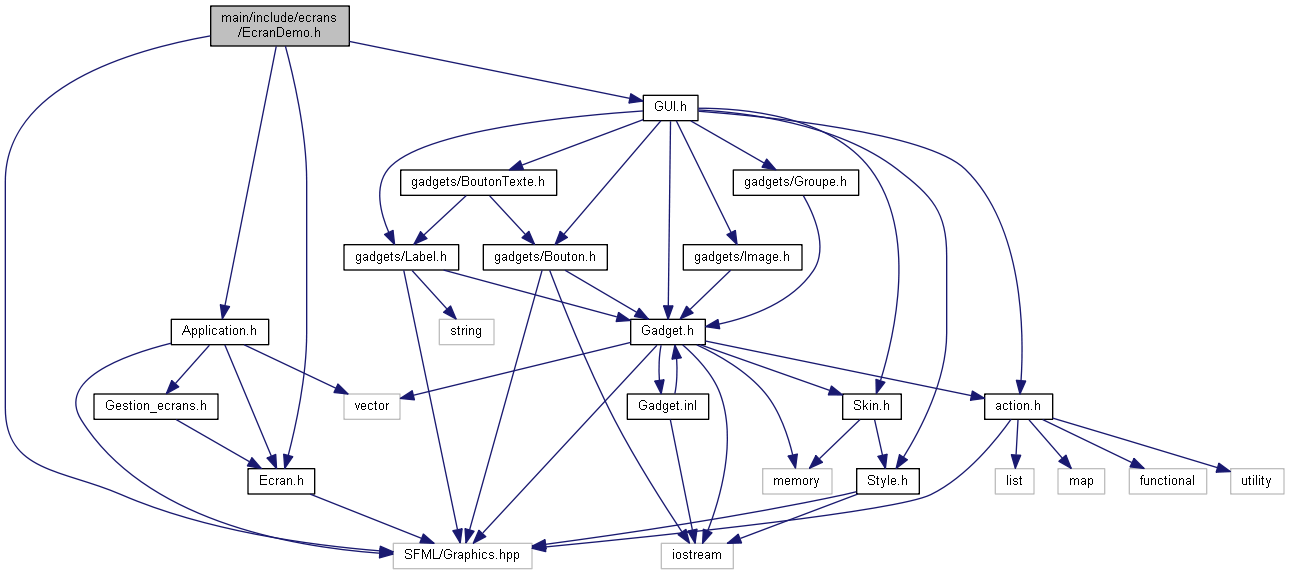 main/include/ecrans
/EcranDemo.h
GUI.h
gadgets/BoutonTexte.h
gadgets/Groupe.h
gadgets/Label.h
gadgets/Bouton.h
gadgets/Image.h
Application.h
string
Gadget.h
Gestion_ecrans.h
vector
Gadget.inl
Skin.h
action.h
Ecran.h
memory
Style.h
list
map
functional
utility
SFML/Graphics.hpp
iostream